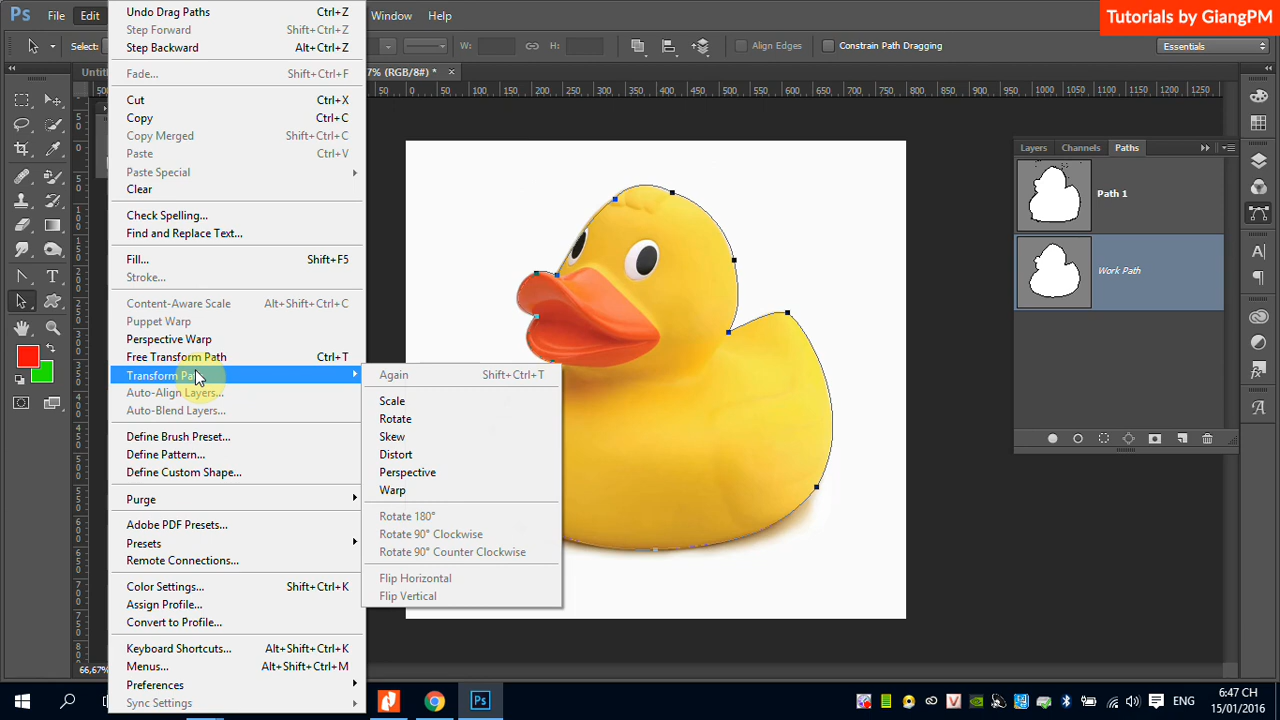 Ps File Edit Window Help
Tutorials by GiangPM
Select: W: H: Align Edges Constrain Path Dragging Essentials
Untit 7% (RGB/8#) * ×
Undo Drag Paths Ctrl+Z
Step Forward Shift+Ctrl+Z
Step Backward Alt+Ctrl+Z
Fade... Shift+Ctrl+F
Cut Ctrl+X
Copy Ctrl+C
Copy Merged Shift+Ctrl+C
Paste Ctrl+V
Paste Special
Clear
Check Spelling...
Find and Replace Text...
Fill... Shift+F5
Stroke...
Content-Aware Scale Alt+Shift+Ctrl+C
Puppet Warp
Perspective Warp
Free Transform Path Ctrl+T
Transform Pat
Auto-Align Layers...
Auto-Blend Layers...
Define Brush Preset...
Define Pattern...
Define Custom Shape...
Purge
Adobe PDF Presets...
Presets
Remote Connections...
Color Settings... Shift+Ctrl+K
Assign Profile...
Convert to Profile...
Keyboard Shortcuts... Alt+Shift+Ctrl+K
Menus... Alt+Shift+Ctrl+M
Preferences
Sync Settings
Again Shift+Ctrl+T
Scale
Rotate
Skew
Distort
Perspective
Warp
Rotate 180°
Rotate 90° Clockwise
Rotate 90° Counter Clockwise
Flip Horizontal
Flip Vertical
50 0 50 100 150 200 250 300 350 400 450 500 550 600 650 700 750 1000 1050 1100 1150 1200 1250
Layers Channels Paths
Path 1
Work Path
66,67%
Ps ENG 6:47 CH
15/01/2016